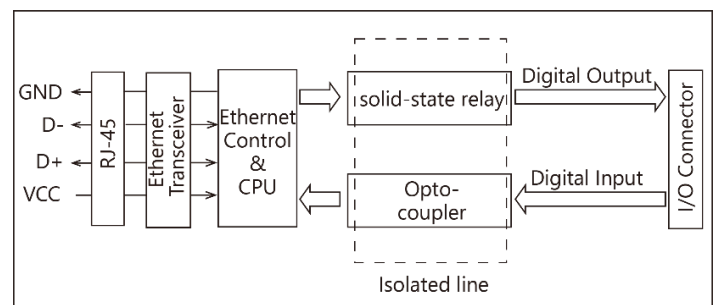 GND
D-
D+
VCC
RJ-45
Ethernet
Transceiver
Ethernet
Control
&
CPU
solid-state relay
Opto-
coupler
Isolated line
Digital Output
Digital Input
I/O Connector